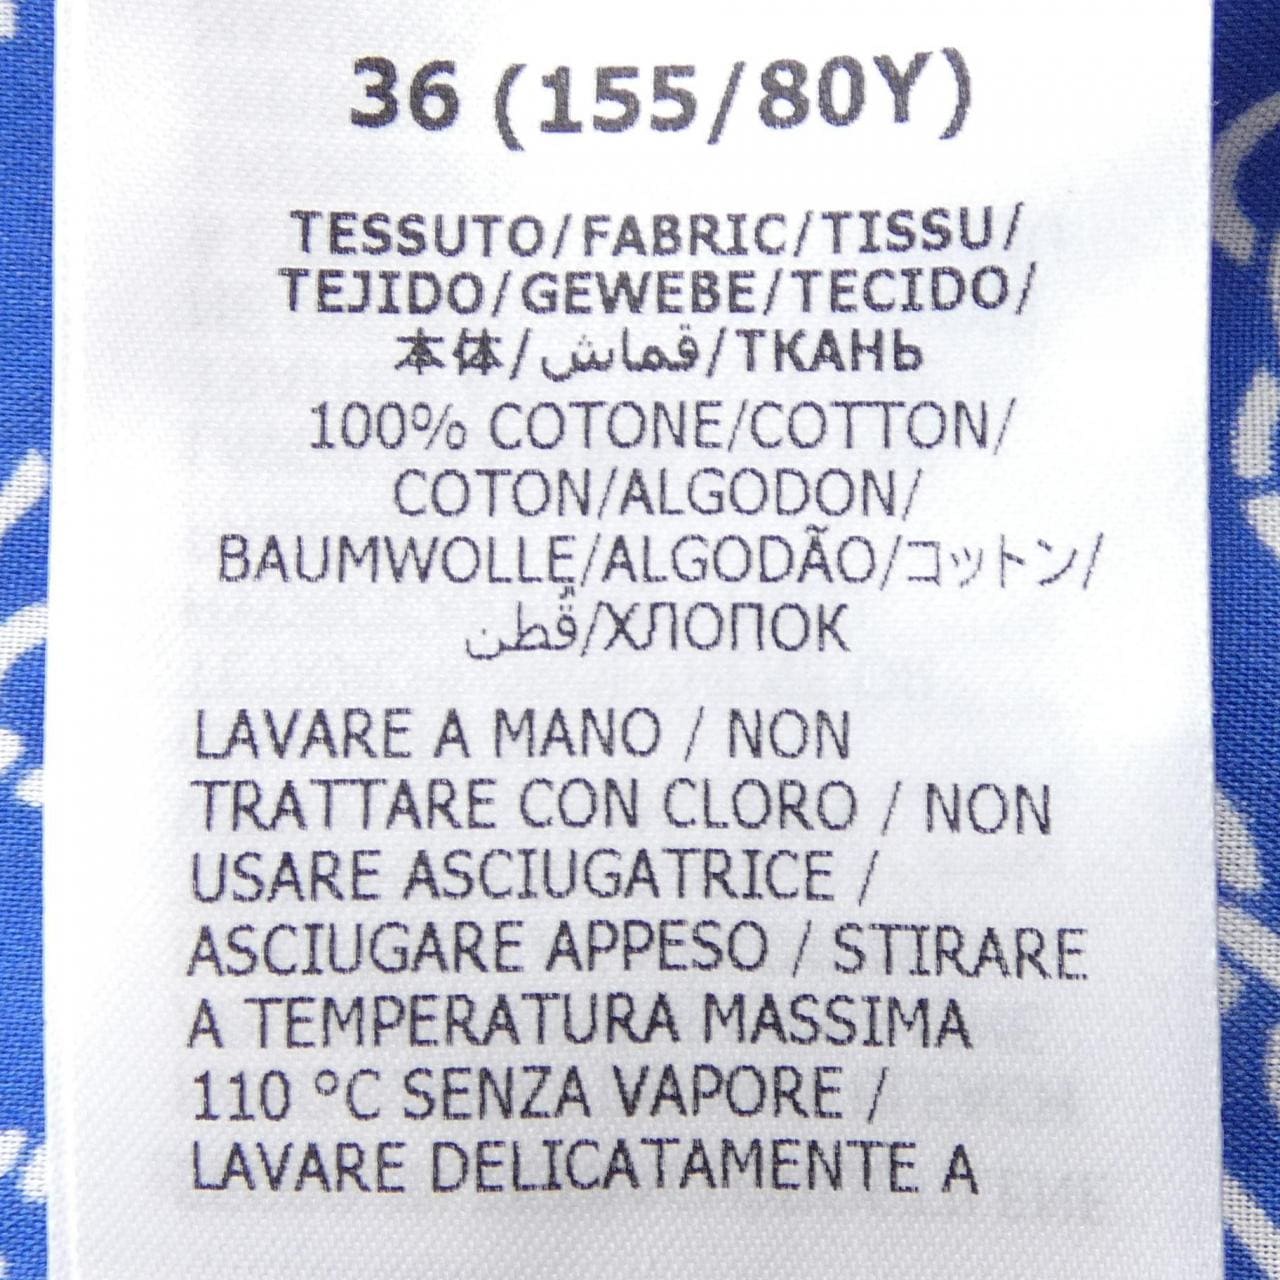 36 (155/80Y)
TESSUTO/FABRIC/TISSU/
TEJIDO/GEWEBE/TECIDO/
本体/قماش/ТКАНЬ
100% COTONE/COTTON/
COTON/ALGODON/
BAUMWOLLE/ALGODÃO/コットン/
قُطن/ХЛОПОК
LAVARE A MANO / NON
TRATTARE CON CLORO / NON
USARE ASCIUGATRICE /
ASCIUGARE APPESO / STIRARE
A TEMPERATURA MASSIMA
110 °C SENZA VAPORE /
LAVARE DELICATAMENTE A